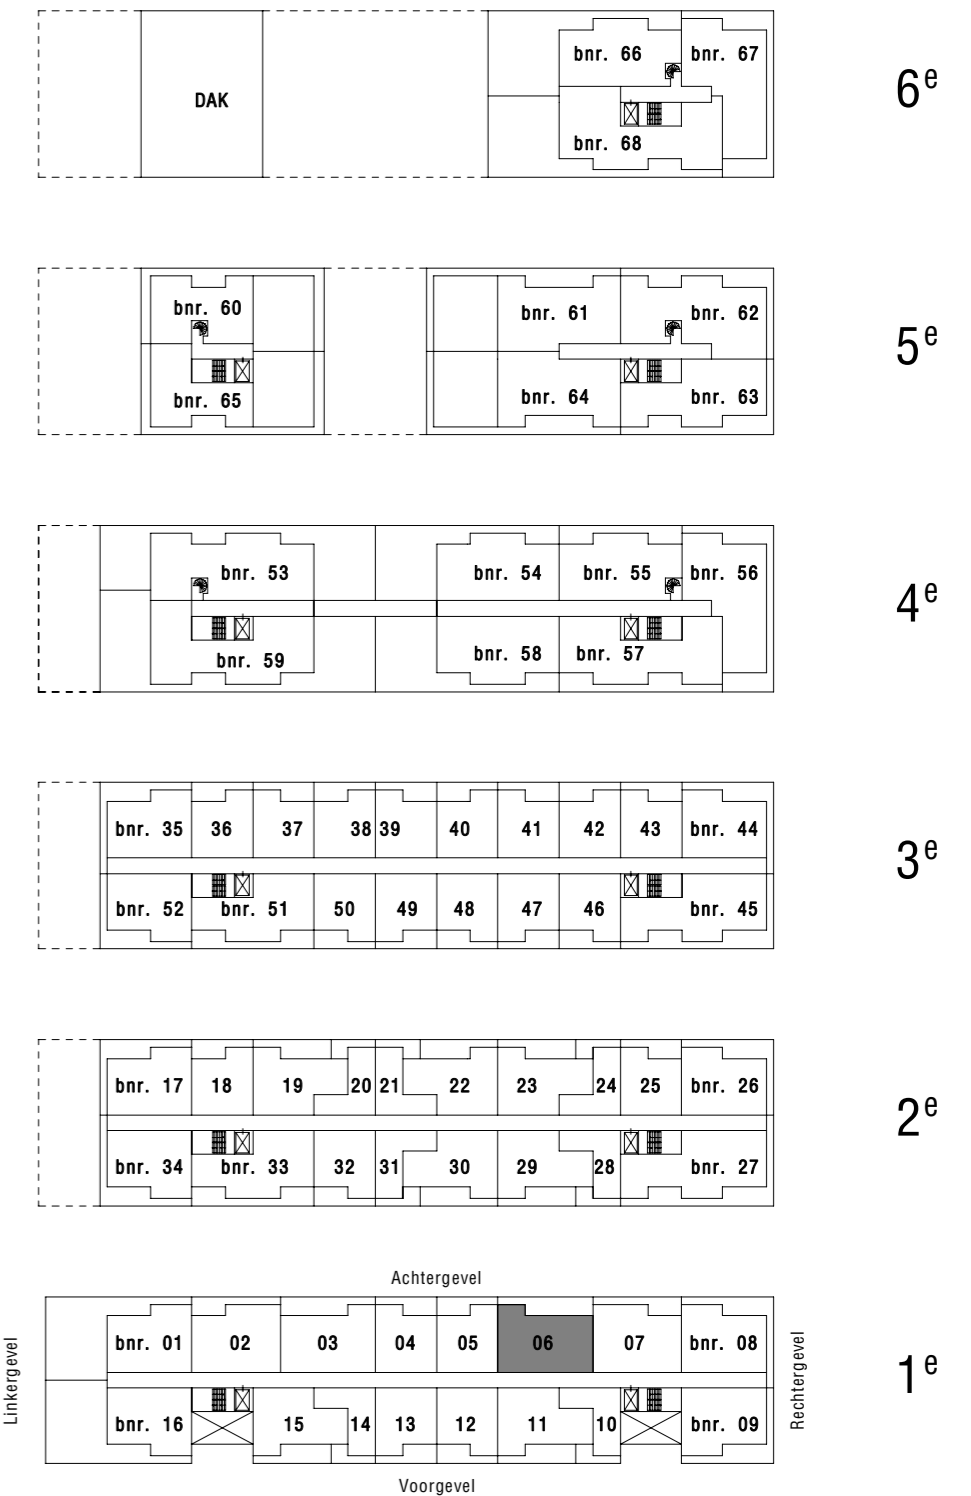 bnr. 66 bnr. 67
DAK
6e
bnr. 68
bnr. 60 bnr. 61 bnr. 62
5e
bnr. 65 bnr. 64 bnr. 63
bnr. 53 bnr. 54 bnr. 55 bnr. 56
4e
bnr. 59 bnr. 58 bnr. 57
bnr. 35 36 37 38 39 40 41 42 43 bnr. 44
3e
bnr. 52 bnr. 51 50 49 48 47 46 bnr. 45
bnr. 17 18 19 20 21 22 23 24 25 bnr. 26
2e
bnr. 34 bnr. 33 32 31 30 29 28 bnr. 27
Achtergevel
bnr. 01 02 03 04 05 06 07 bnr. 08
Linkergevel
Rechtergevel
1e
bnr. 16 15 14 13 12 11 10 bnr. 09
Voorgevel